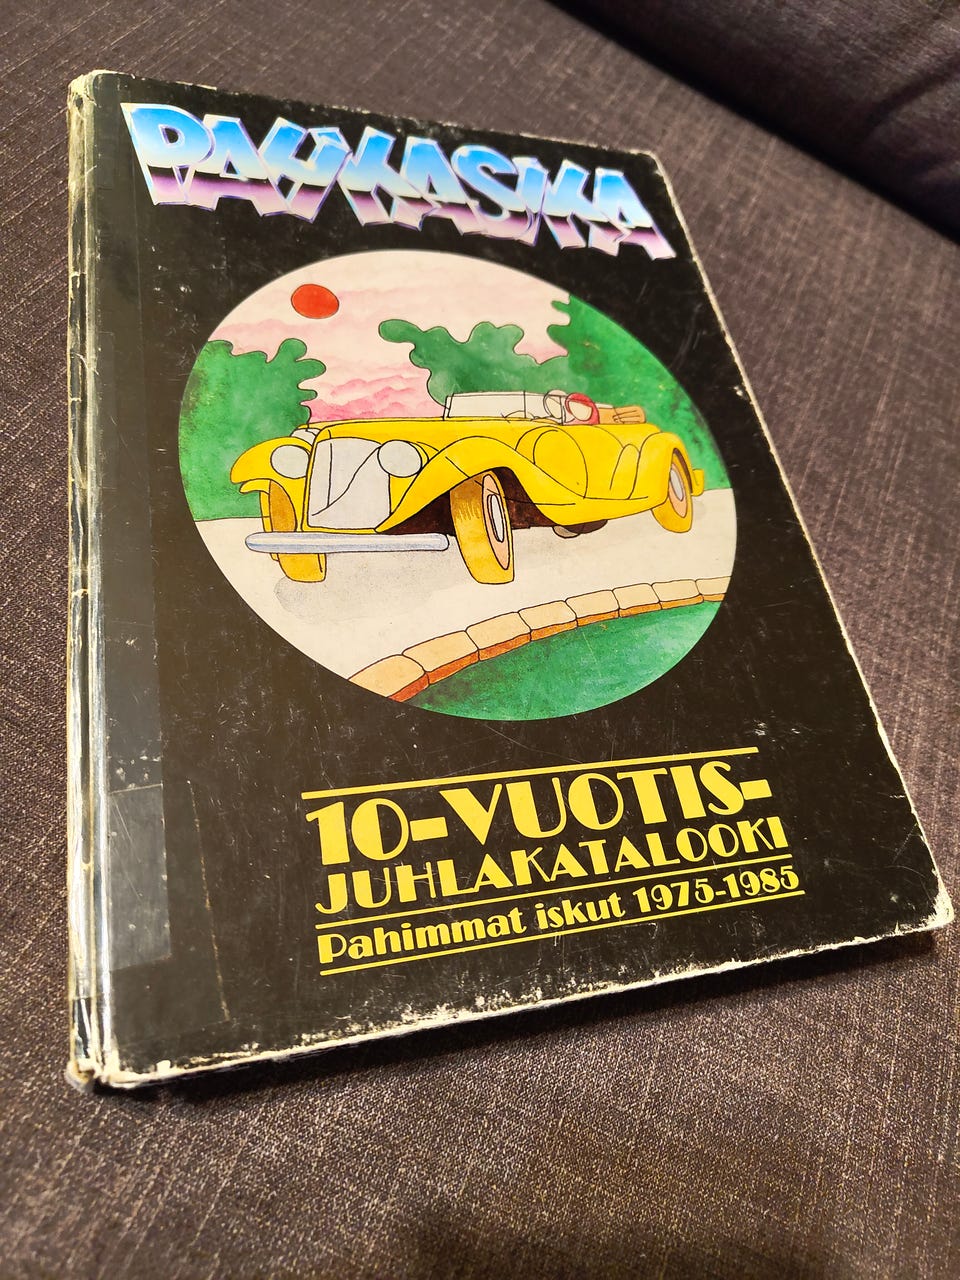 PAHKASIKA
10-VUOTIS-
JUHLAKATALOOKI
Pahimmat iskut 1975-1985